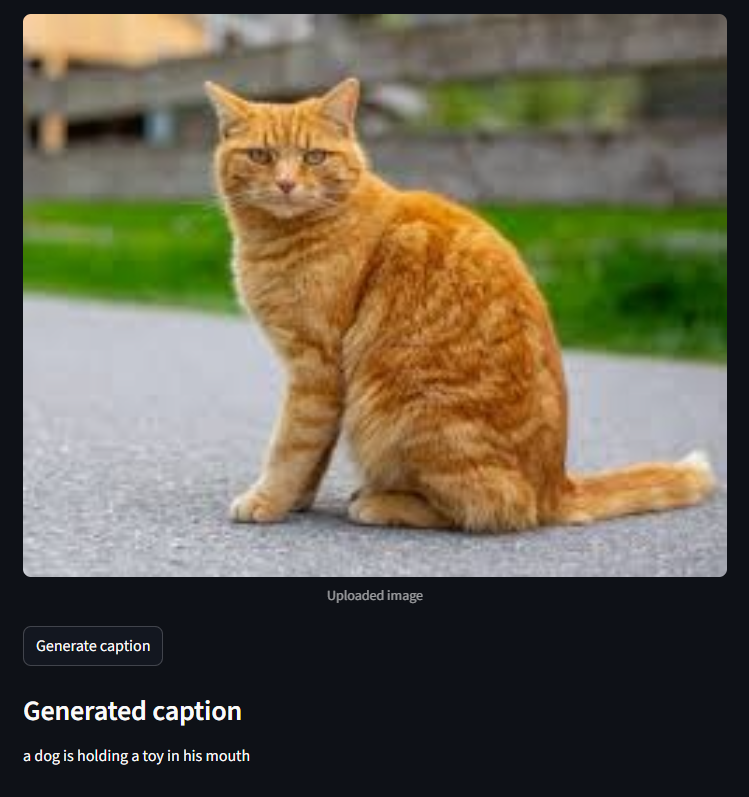 Uploaded image
Generate caption
Generated caption
a dog is holding a toy in his mouth